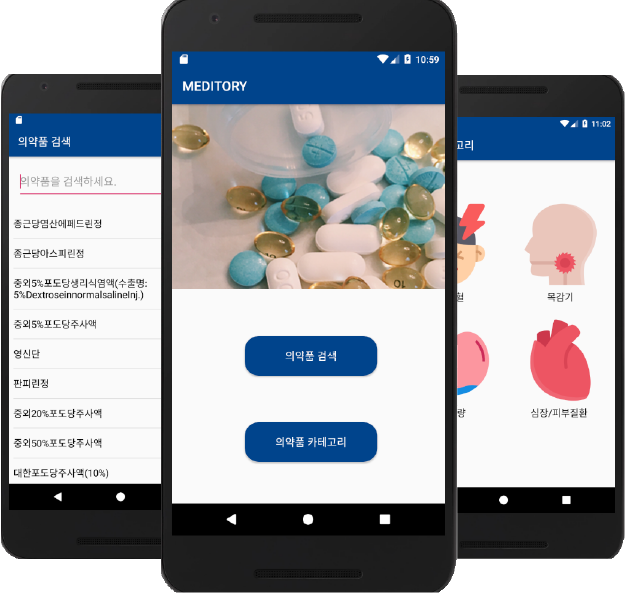 의약품 검색
의약품을 검색하세요.
종근당염산에페드린정
종근당아스피린정
중외5%포도당생리식염액(수출명:
5%DextroseinnormalsalineInj.)
중외5%포도당주사액
영신단
판피린정
중외20%포도당주사액
중외50%포도당주사액
대한포도당주사액(10%)
10:59
MEDITORY
의약품 검색
의약품 카테고리
11:02
고리
목감기
심장/피부질환